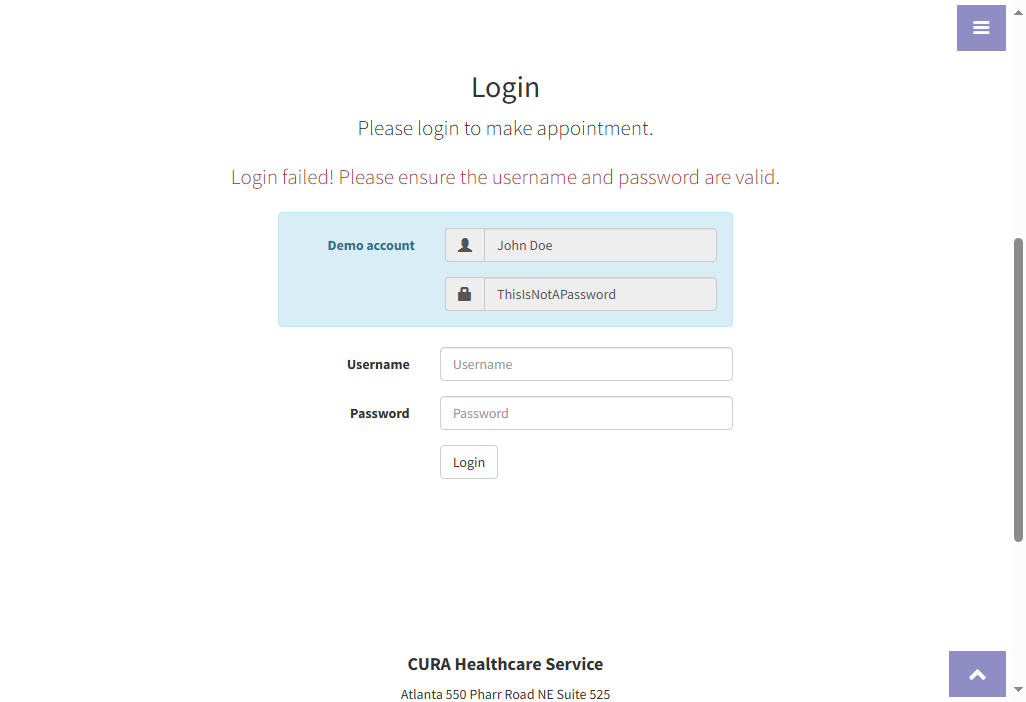 Login
Please login to make appointment.
Login failed! Please ensure the username and password are valid.
Demo account
John Doe
ThisIsNotAPassword
Username
Username
Password
Password
Login
CURA Healthcare Service
Atlanta 550 Pharr Road NE Suite 525